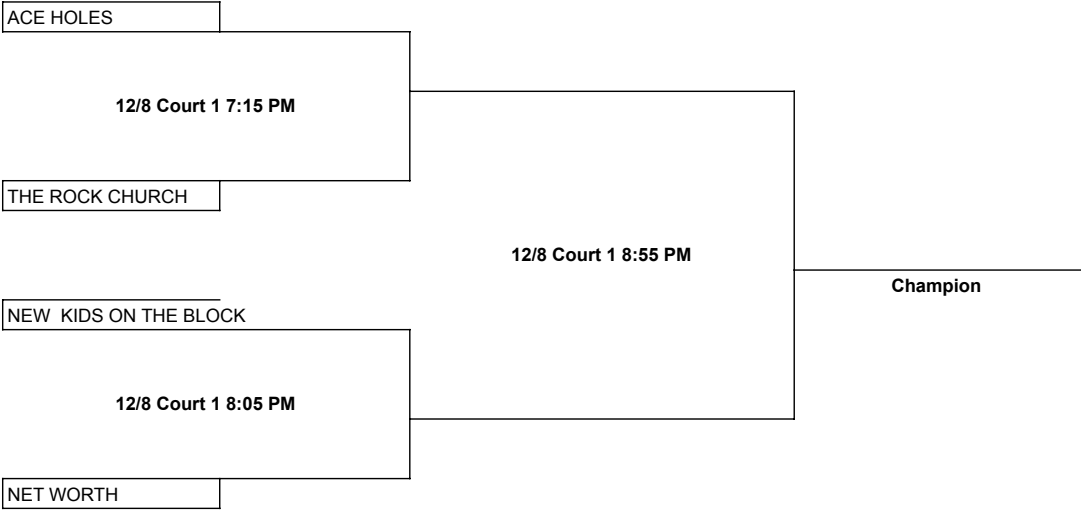 ACE HOLES
12/8 Court 1 7:15 PM
THE ROCK CHURCH
12/8 Court 1 8:55 PM
Champion
NEW  KIDS ON THE BLOCK
12/8 Court 1 8:05 PM
NET WORTH